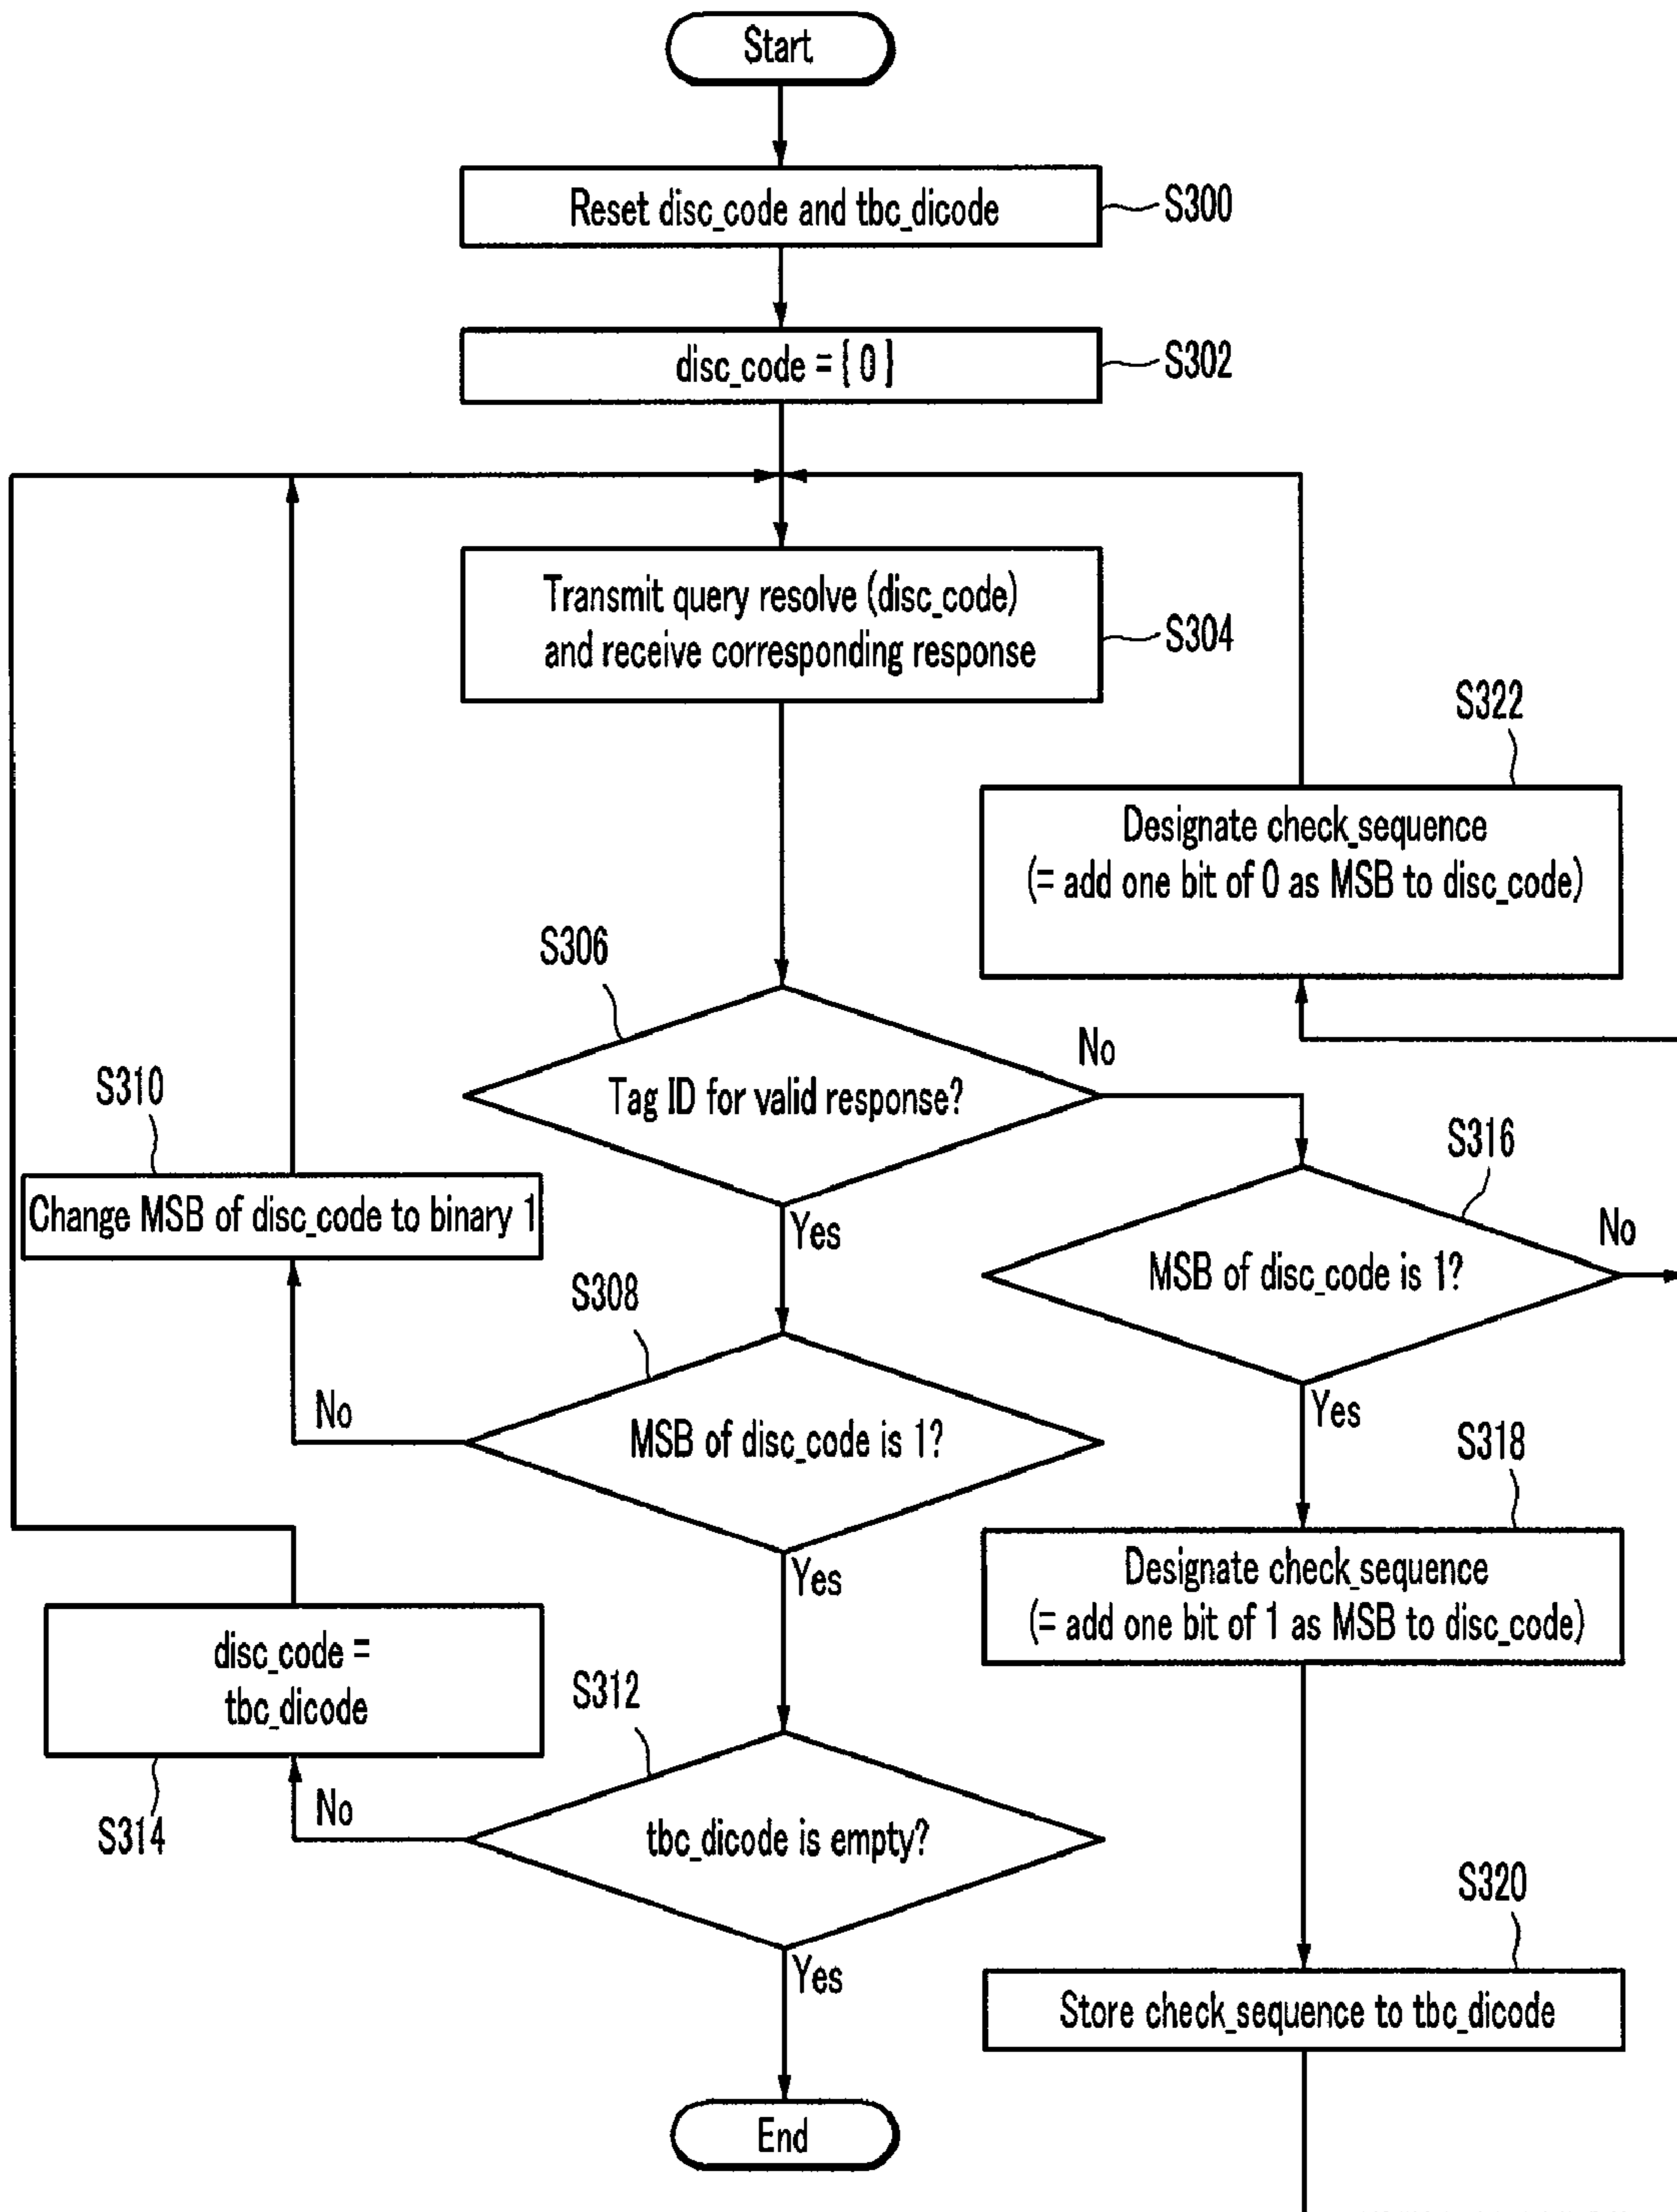 Start
Reset disc_code and tbc_dicode
S300
disc_code = { 0 }
S302
Transmit query resolve (disc_code)
and receive corresponding response
S304
S322
Designate check_sequence
(= add one bit of 0 as MSB to disc_code)
S306
Tag ID for valid response?
No
Yes
S310
Change MSB of disc_code to binary 1
S316
MSB of disc_code is 1?
No
Yes
S308
MSB of disc_code is 1?
No
Yes
S318
Designate check_sequence
(= add one bit of 1 as MSB to disc_code)
disc_code =
tbc_dicode
S314
S312
tbc_dicode is empty?
No
Yes
S320
Store check_sequence to tbc_dicode
End